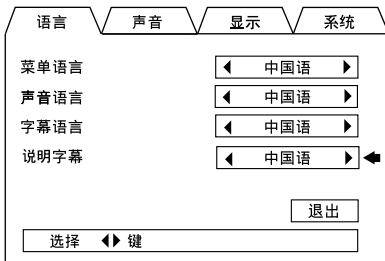 语言 声音 显示 系统
菜单语言 中国语
声音语言 中国语
字幕语言 中国语
说明字幕 中国语
退出
选择 键